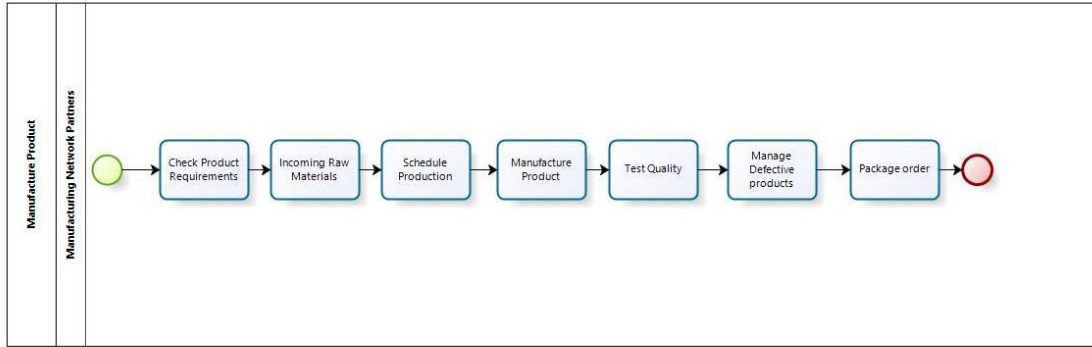 Manufacture Product
Manufacturing Network Partners
Check Product
Requirements
Incoming Raw
Materials
Schedule
Production
Manufacture
Product
Test Quality
Manage
Defective
products
Package order